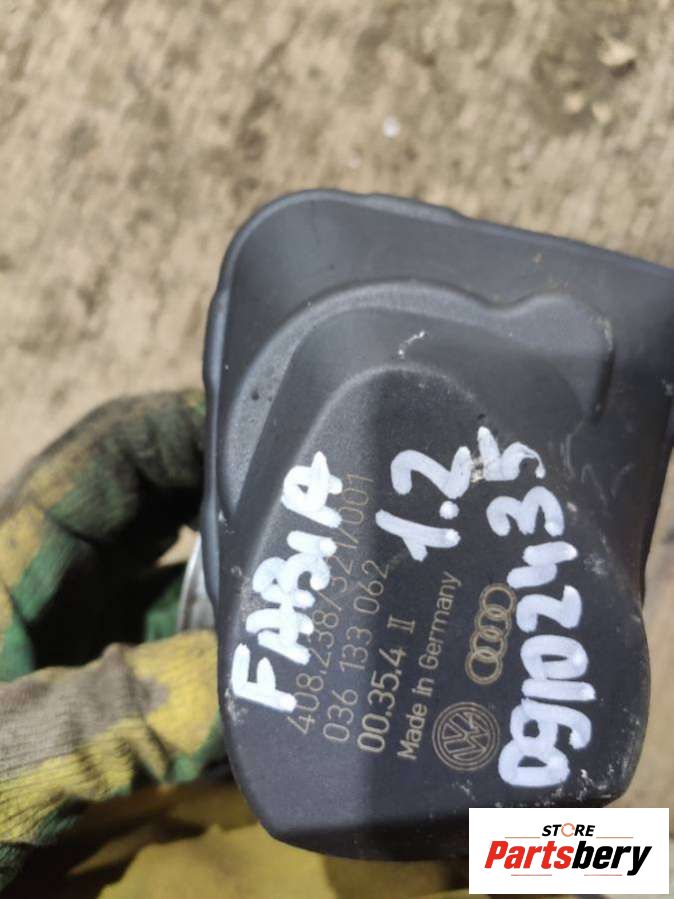 FABIA
1.2
09102435
408.238/321/001
036 133 062
00.35.4 II
Made in Germany
STORE
Partsbery